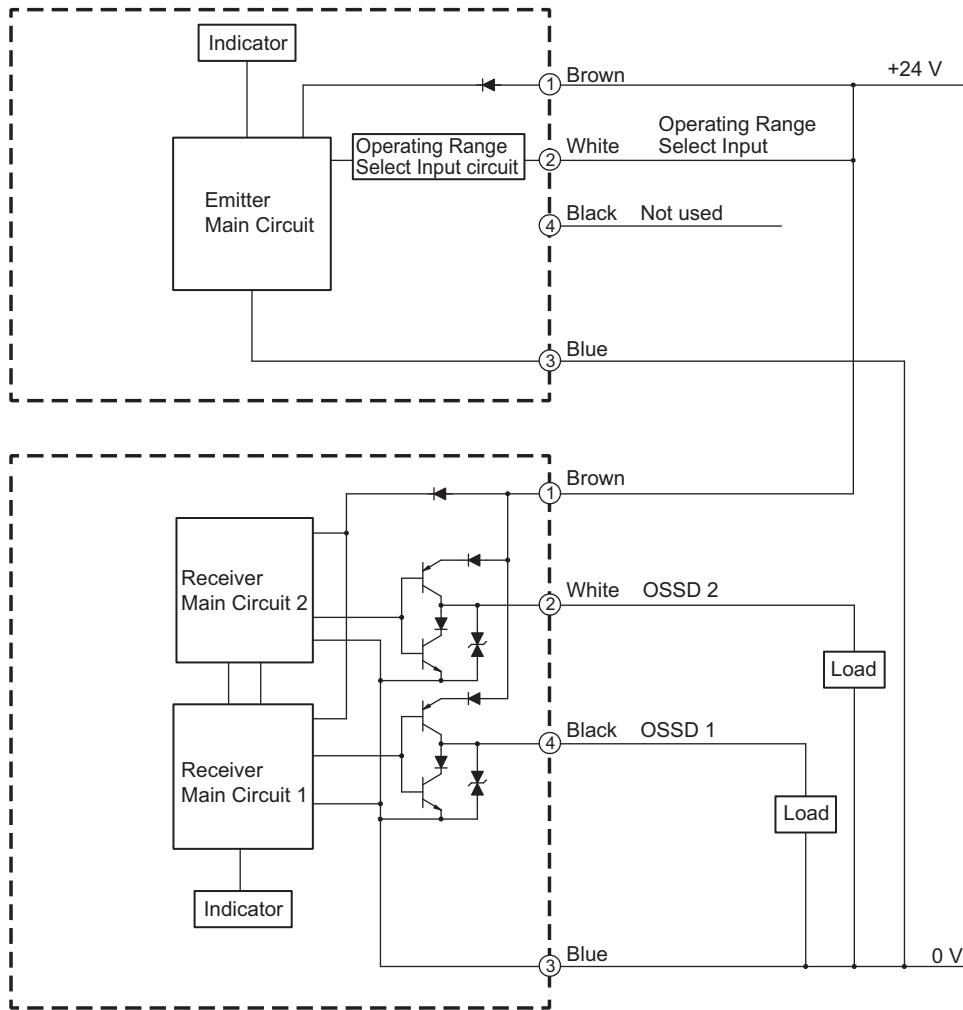 Indicator
+24 V
1 Brown
Operating Range
Select Input circuit
2 White
Operating Range
Select Input
Emitter
Main Circuit
4 Black Not used
3 Blue
1 Brown
Receiver
Main Circuit 2
2 White OSSD 2
Load
Receiver
Main Circuit 1
4 Black OSSD 1
Load
Indicator
3 Blue
0 V